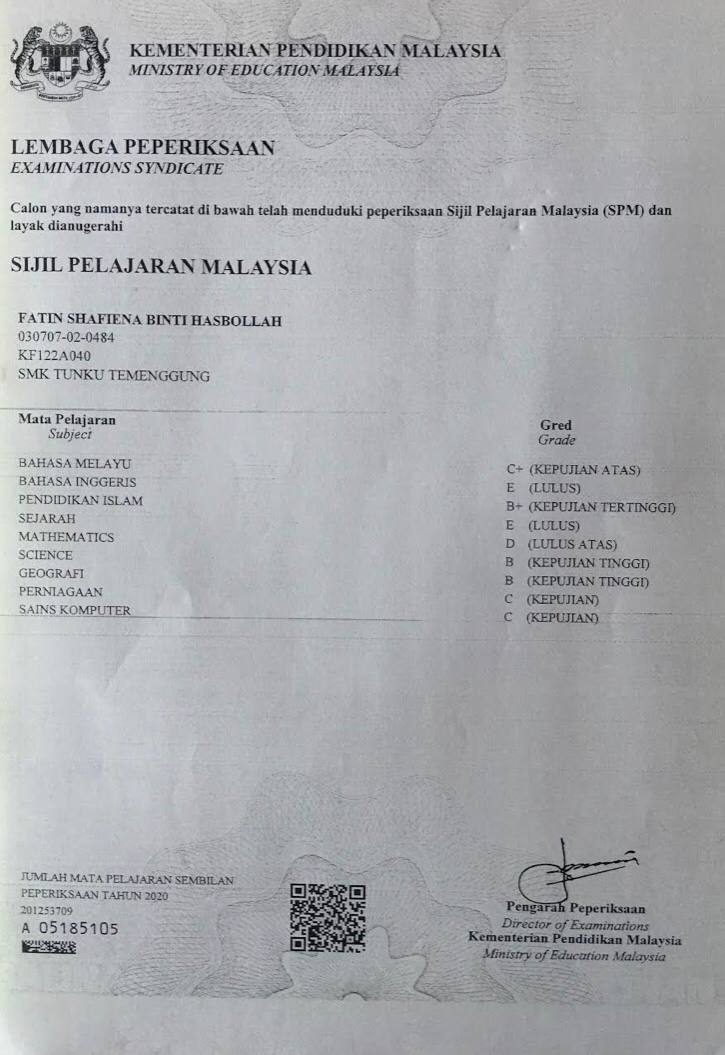 KEMENTERIAN PENDIDIKAN MALAYSIA
MINISTRY OF EDUCATION MALAYSIA
LEMBAGA PEPERIKSAAN
EXAMINATIONS SYNDICATE
Calon yang namanya tercatat di bawah telah menduduki peperiksaan Sijil Pelajaran Malaysia (SPM) dan
layak dianugerahi
SIJIL PELAJARAN MALAYSIA
FATIN SHAFIENA BINTI HASBOLLAH
030707-02-0484
KF122A040
SMK TUNKU TEMENGGUNG
Mata Pelajaran Gred
Subject Grade
BAHASA MELAYU C+ (KEPUJIAN ATAS)
BAHASA INGGERIS E (LULUS)
PENDIDIKAN ISLAM B+ (KEPUJIAN TERTINGGI)
SEJARAH E (LULUS)
MATHEMATICS D (LULUS ATAS)
SCIENCE B (KEPUJIAN TINGGI)
GEOGRAFI B (KEPUJIAN TINGGI)
PERNIAGAAN C (KEPUJIAN)
SAINS KOMPUTER C (KEPUJIAN)
JUMLAH MATA PELAJARAN SEMBILAN
PEPERIKSAAN TAHUN 2020
201253709
A 05185105
Pengarah Peperiksaan
Director of Examinations
Kementerian Pendidikan Malaysia
Ministry of Education Malaysia